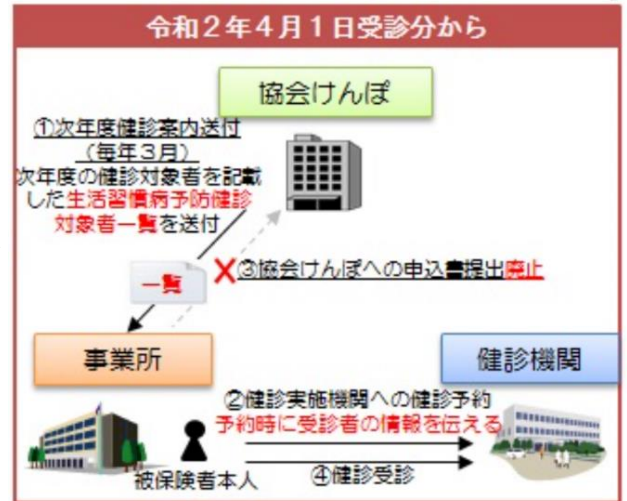 令和２年４月１日受診分から
協会けんぽ
①次年度健診案内送付
（毎年３月）
次年度の健診対象者を記載
した生活習慣病予防健診
対象者一覧を送付
一覧
③協会けんぽへの申込書提出廃止
事業所
健診機関
②健診実施機関への健診予約
予約時に受診者の情報を伝える
被保険者本人
④健診受診